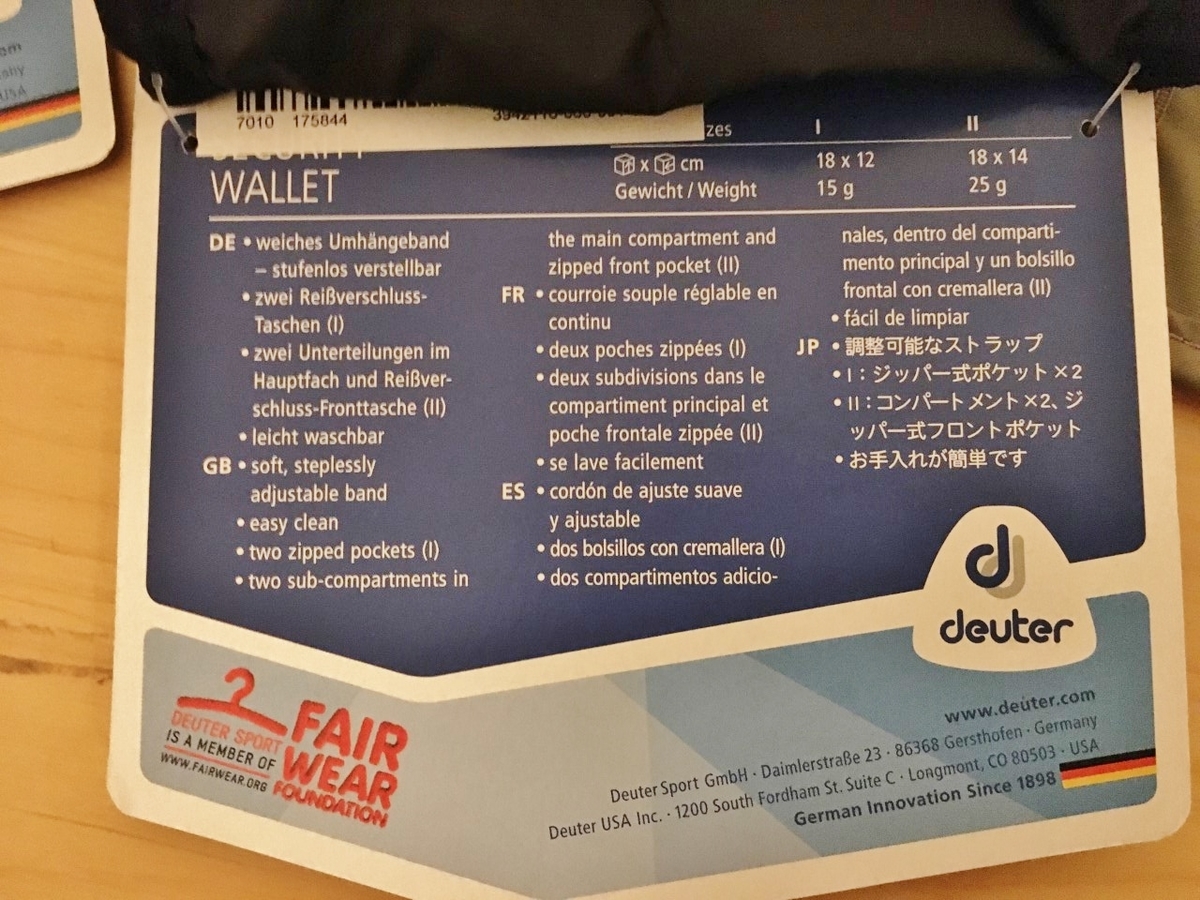 7010 175844
WALLET
zes I II
x cm 18 x 12 18 x 14
Gewicht / Weight 15 g 25 g
DE • weiches Umhängeband
– stufenlos verstellbar
• zwei Reißverschluss-
Taschen (I)
• zwei Unterteilungen im
Hauptfach und Reißver-
schluss-Fronttasche (II)
• leicht waschbar
GB • soft, steplessly
adjustable band
• easy clean
• two zipped pockets (I)
• two sub-compartments in
the main compartment and
zipped front pocket (II)
FR • courroie souple réglable en
continu
• deux poches zippées (I)
• deux subdivisions dans le
compartiment principal et
poche frontale zippée (II)
• se lave facilement
ES • cordón de ajuste suave
y ajustable
• dos bolsillos con cremallera (I)
• dos compartimentos adicio-
nales, dentro del comparti-
mento principal y un bolsillo
frontal con cremallera (II)
• fácil de limpiar
JP • 調整可能なストラップ
• I：ジッパー式ポケット×2
• II：コンパートメント×2、ジ
ッパー式フロントポケット
• お手入れが簡単です
deuter
DEUTER SPORT
IS A MEMBER OF
WWW.FAIRWEAR.ORG
FAIR
WEAR
FOUNDATION
www.deuter.com
Deuter Sport GmbH · Daimlerstraße 23 · 86368 Gersthofen · Germany
Deuter USA Inc. · 1200 South Fordham St. Suite C · Longmont, CO 80503 · USA
German Innovation Since 1898
USA